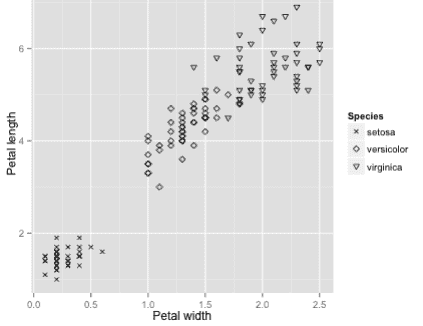 6
4
2
0.0 0.5 1.0 1.5 2.0 2.5
Petal width
Petal length
Species
setosa
versicolor
virginica